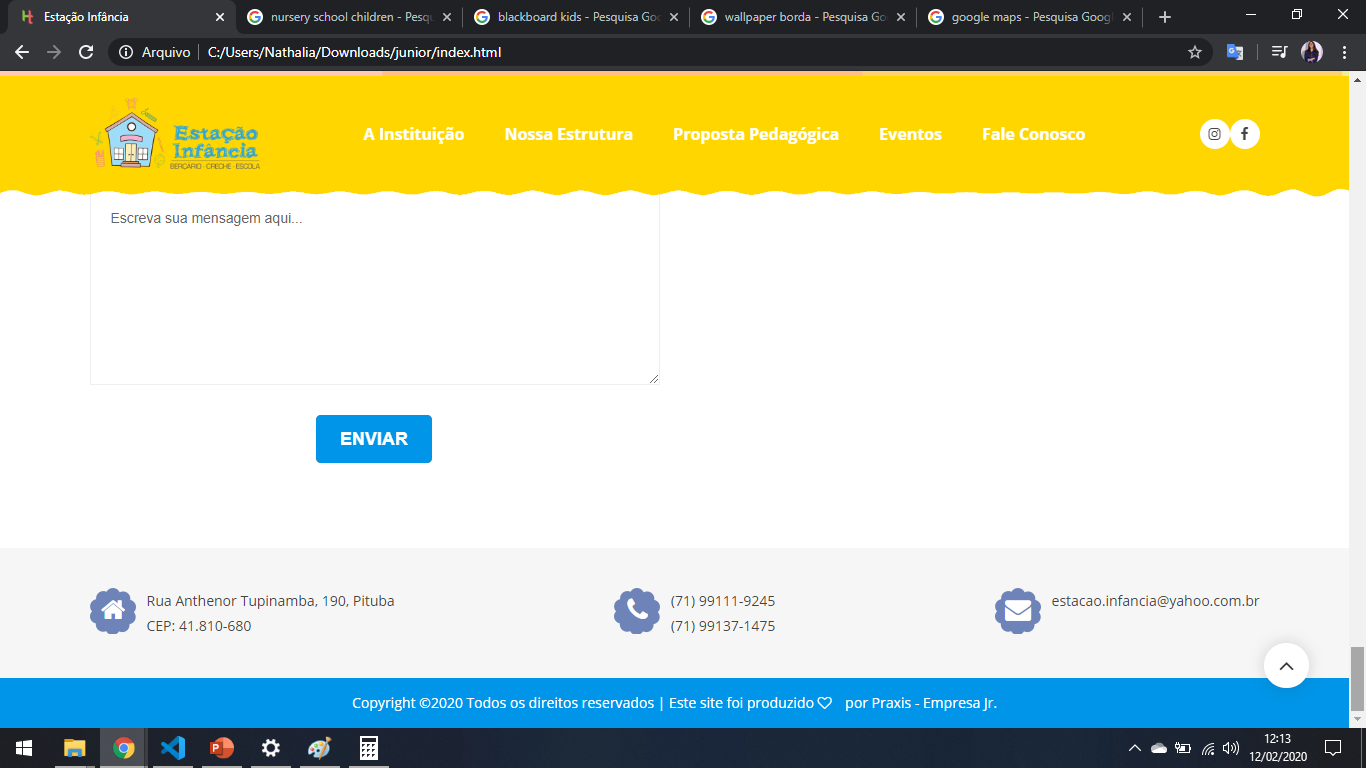 Estação Infância
nursery school children - Pesqu
blackboard kids - Pesquisa Goo
wallpaper borda - Pesquisa Go
google maps - Pesquisa Googl
Arquivo
C:/Users/Nathalia/Downloads/junior/index.html
Estação
Infância
BERÇÁRIO - CRECHE - ESCOLA
A Instituição
Nossa Estrutura
Proposta Pedagógica
Eventos
Fale Conosco
Escreva sua mensagem aqui...
ENVIAR
Rua Anthenor Tupinamba, 190, Pituba
CEP: 41.810-680
(71) 99111-9245
(71) 99137-1475
estacao.infancia@yahoo.com.br
Copyright ©2020 Todos os direitos reservados | Este site foi produzido ♡ por Praxis - Empresa Jr.
12:13
12/02/2020